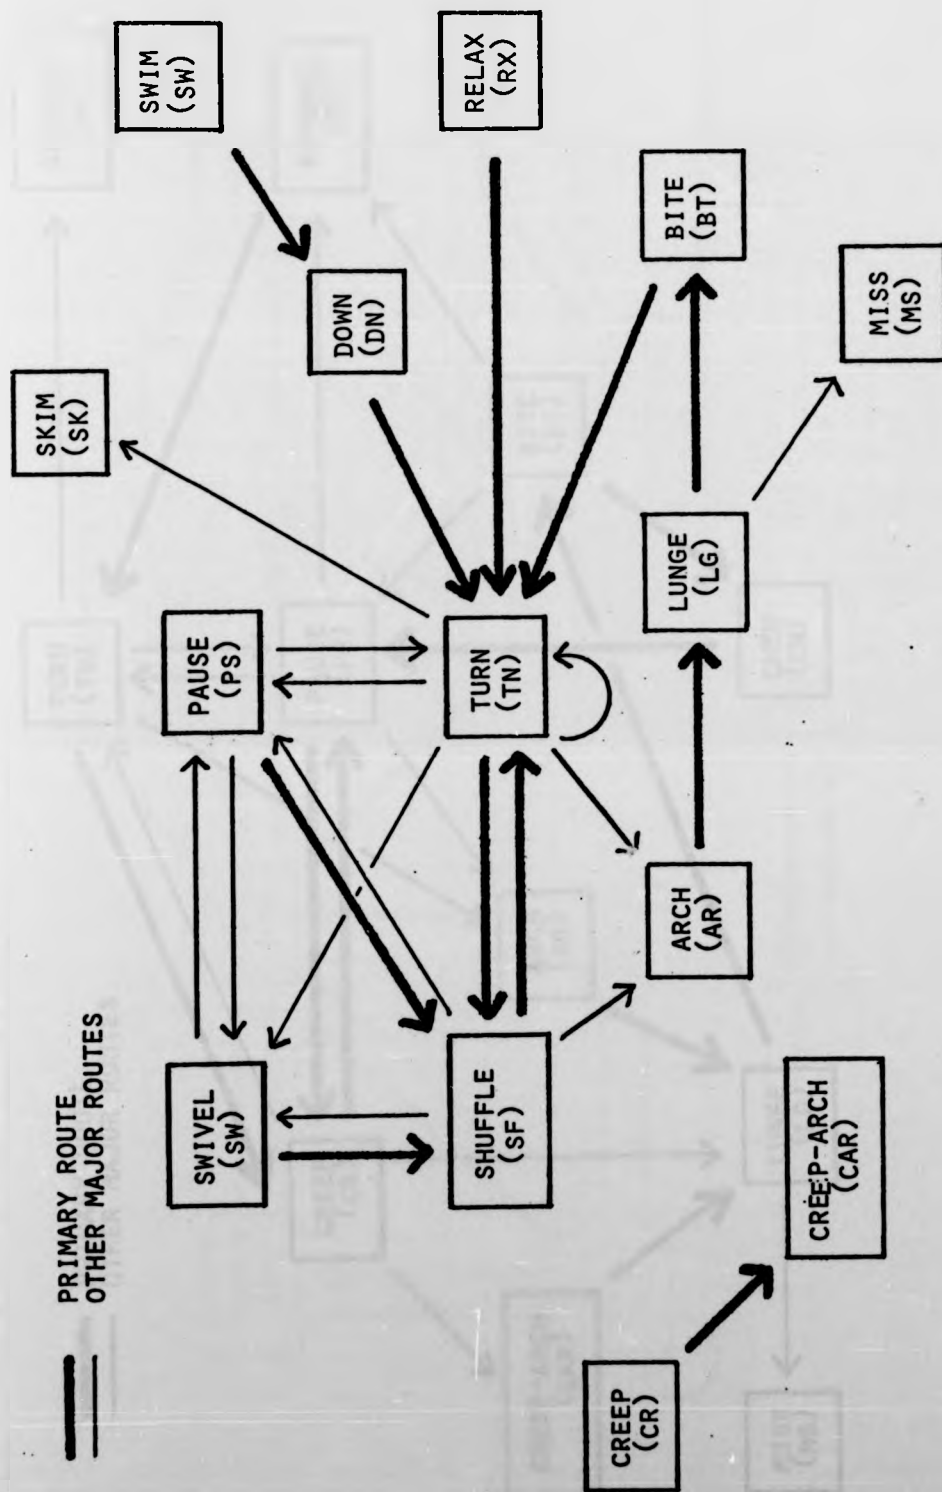 PRIMARY ROUTE
OTHER MAJOR ROUTES
SWIVEL
(SW)
PAUSE
(PS)
SKIM
(SK)
SWIM
(SW)
DOWN
(DN)
SHUFFLE
(SF)
TURN
(TN)
RELAX
(RX)
CREEP
(CR)
ARCH
(AR)
LUNGE
(LG)
BITE
(BT)
CREEP-ARCH
(CAR)
MISS
(MS)